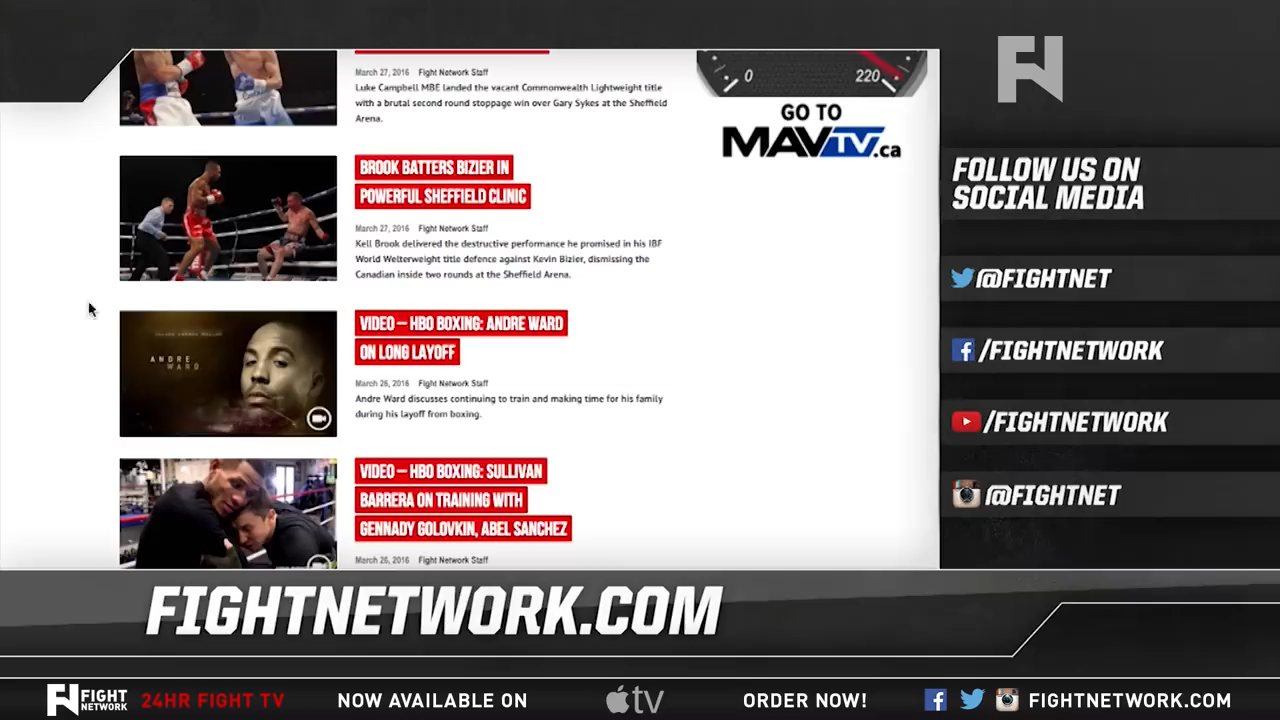 March 27, 2016 Fight Network Staff
Luke Campbell MBE landed the vacant Commonwealth Lightweight title
with a brutal second round stoppage win over Gary Sykes at the Sheffield
Arena.
BROOK BATTERS BIZIER IN
POWERFUL SHEFFIELD CLINIC
March 27, 2016 Fight Network Staff
Kell Brook delivered the destructive performance he promised in his IBF
World Welterweight title defence against Kevin Bizier, dismissing the
Canadian inside two rounds at the Sheffield Arena.
ANDRE
WARD
VIDEO – HBO BOXING: ANDRE WARD
ON LONG LAYOFF
March 26, 2016 Fight Network Staff
Andre Ward discusses continuing to train and making time for his family
during his layoff from boxing.
VIDEO – HBO BOXING: SULLIVAN
BARRERA ON TRAINING WITH
GENNADY GOLOVKIN, ABEL SANCHEZ
March 26, 2016 Fight Network Staff
0 220
GO TO
MAVTV.ca
FN
FOLLOW US ON
SOCIAL MEDIA
@FIGHTNET
/FIGHTNETWORK
/FIGHTNETWORK
@FIGHTNET
FIGHTNETWORK.COM
FN FIGHT
NETWORK
24HR FIGHT TV NOW AVAILABLE ON tv ORDER NOW! FIGHTNETWORK.COM